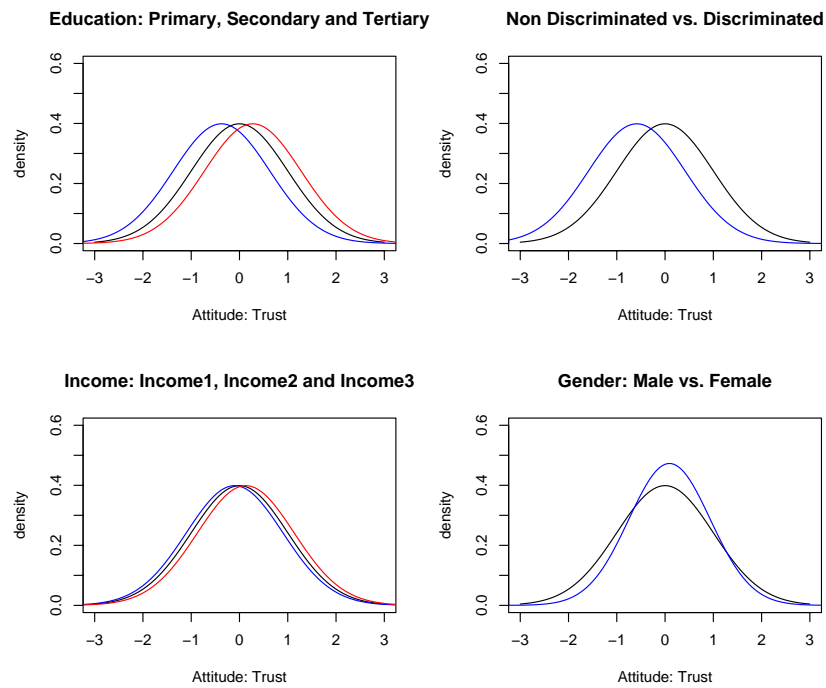 Education: Primary, Secondary and Tertiary
0.6
0.4
0.2
0.0
density
−3 −2 −1 0 1 2 3
Attitude: Trust
Non Discriminated vs. Discriminated
0.6
0.4
0.2
0.0
density
−3 −2 −1 0 1 2 3
Attitude: Trust
Income: Income1, Income2 and Income3
0.6
0.4
0.2
0.0
density
−3 −2 −1 0 1 2 3
Attitude: Trust
Gender: Male vs. Female
0.6
0.4
0.2
0.0
density
−3 −2 −1 0 1 2 3
Attitude: Trust